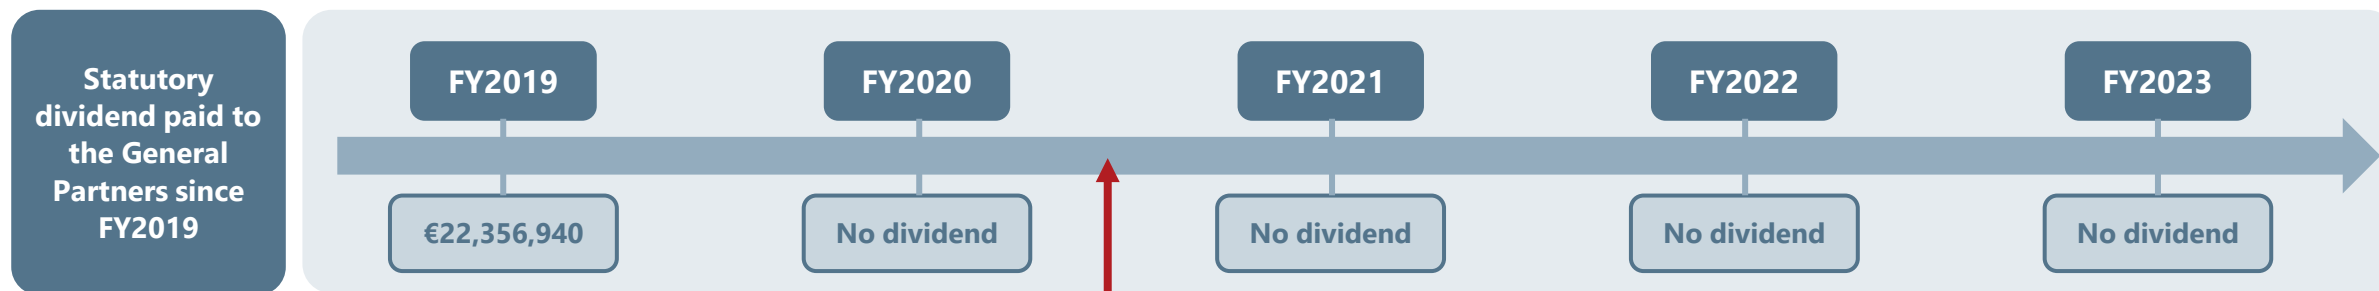 Statutory
dividend paid to
the General
Partners since
FY2019
FY2019
FY2020
FY2021
FY2022
FY2023
€22,356,940
No dividend
No dividend
No dividend
No dividend